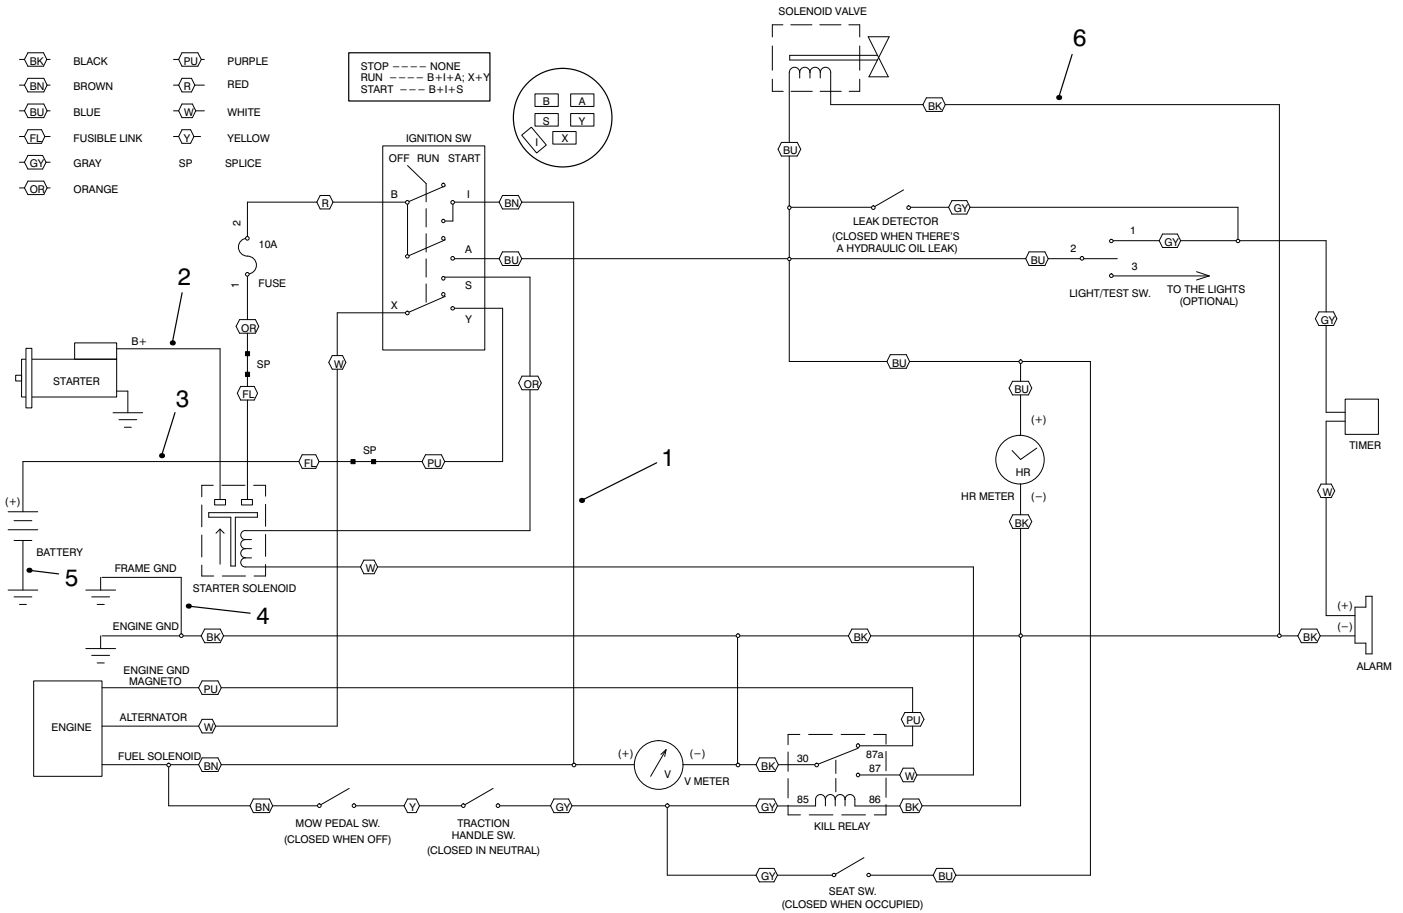 SOLENOID VALVE
6
BK BLACK
BN BROWN
BU BLUE
FL FUSIBLE LINK
GY GRAY
OR ORANGE
PU PURPLE
R RED
W WHITE
Y YELLOW
SP SPLICE
STOP ---- NONE
RUN ---- B+I+A; X+Y
START --- B+I+S
B A
S Y
I X
IGNITION SW
OFF RUN START
B I
A
S
X
Y
R
BN
BU
BK
BU
GY
LEAK DETECTOR
(CLOSED WHEN THERE'S
A HYDRAULIC OIL LEAK)
1
GY
2
BU
3
LIGHT/TEST SW.
TO THE LIGHTS
(OPTIONAL)
2
10A
FUSE
1
2
OR
SP
FL
B+
STARTER
3
W
OR
GY
BU
BU
(+)
HR
HR METER
(-)
BK
TIMER
W
(+)
BATTERY
5
FL
SP
PU
1
STARTER SOLENOID
W
FRAME GND
4
ENGINE GND
BK
BK
BK
(+)
(-)
ALARM
ENGINE
ENGINE GND
MAGNETO
PU
ALTERNATOR
W
FUEL SOLENOID
BN
(+)
V
(-)
V METER
BK
30
87a
87
PU
W
85
86
GY
BK
KILL RELAY
BN
MOW PEDAL SW.
(CLOSED WHEN OFF)
Y
TRACTION
HANDLE SW.
(CLOSED IN NEUTRAL)
GY
GY
BU
SEAT SW.
(CLOSED WHEN OCCUPIED)